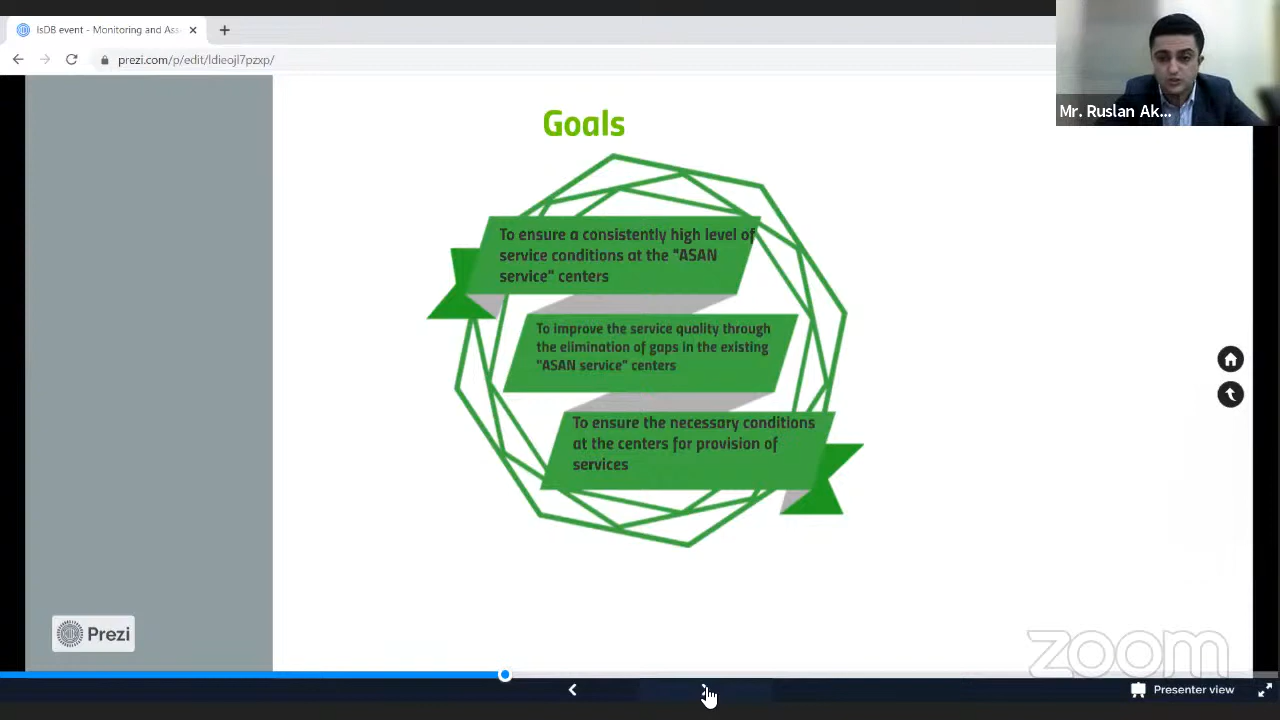 IsDB event - Monitoring and Ass
prezi.com/p/edit/ldieojl7pzxp/
Mr. Ruslan Ak...
Goals
To ensure a consistently high level of
service conditions at the "ASAN
service" centers
To improve the service quality through
the elimination of gaps in the existing
"ASAN service" centers
To ensure the necessary conditions
at the centers for provision of
services
Prezi
zoom
Presenter view